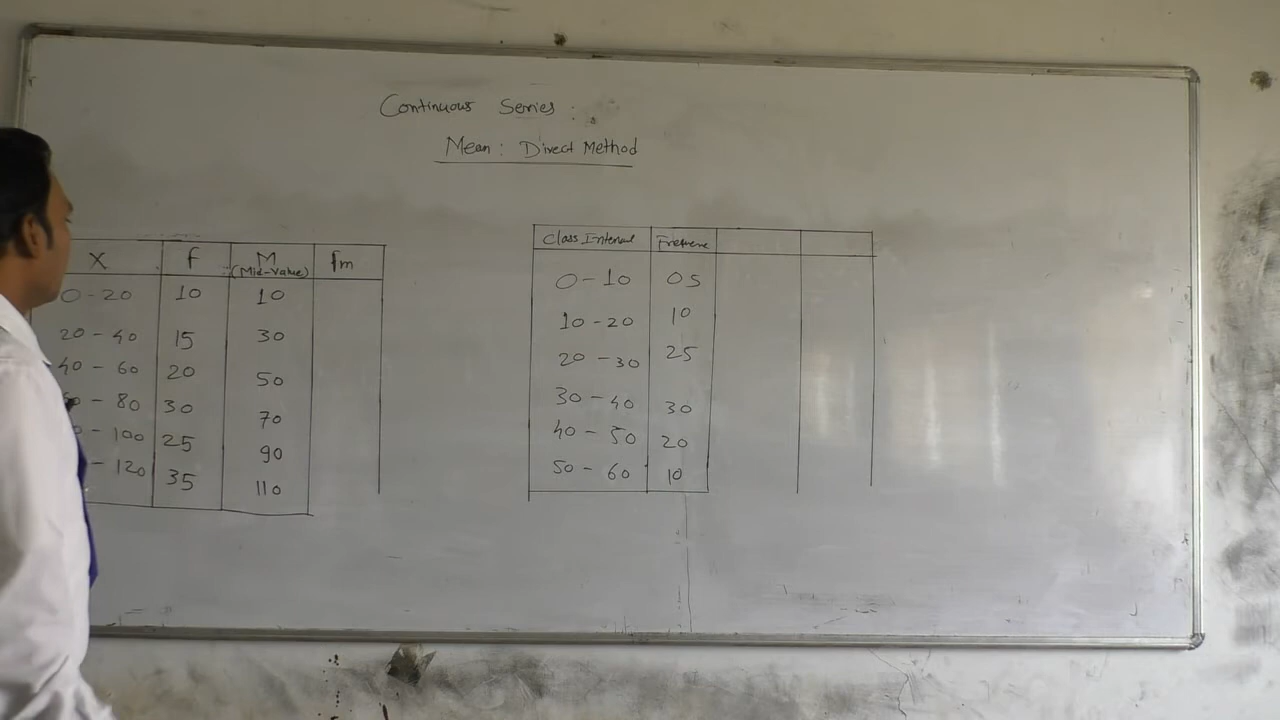 Continuous Series :
Mean : Direct Method
X f M (Mid-Value) fm
0-20 10 10
20 - 40 15 30
40 - 60 20 50
- 80 30 70
- 100 25 90
- 120 35 110
Class Interval
0-10 05
10-20 10
20 - 30 25
30 - 40 30
40 - 50 20
50 - 60 10